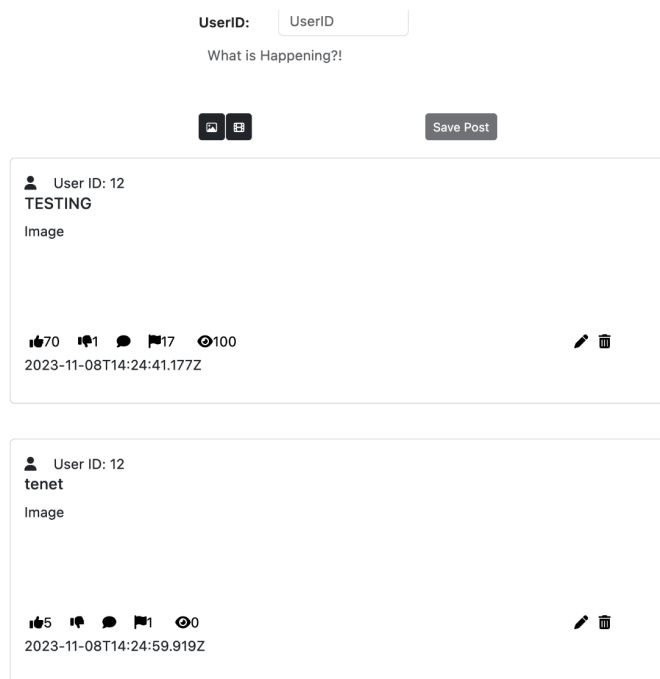 UserID: UserID
What is Happening?!
Save Post
User ID: 12
TESTING
Image
70 1 17 100
2023-11-08T14:24:41.177Z
User ID: 12
tenet
Image
5 1 0
2023-11-08T14:24:59.919Z